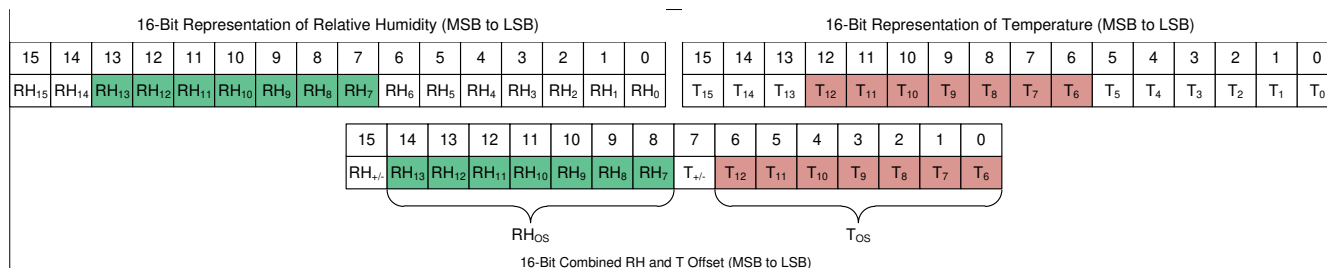 16-Bit Representation of Relative Humidity (MSB to LSB)
15 14 13 12 11 10 9 8 7 6 5 4 3 2 1 0
RH15 RH14 RH13 RH12 RH11 RH10 RH9 RH8 RH7 RH6 RH5 RH4 RH3 RH2 RH1 RH0
16-Bit Representation of Temperature (MSB to LSB)
15 14 13 12 11 10 9 8 7 6 5 4 3 2 1 0
T15 T14 T13 T12 T11 T10 T9 T8 T7 T6 T5 T4 T3 T2 T1 T0
15 14 13 12 11 10 9 8 7 6 5 4 3 2 1 0
RH+/- RH13 RH12 RH11 RH10 RH9 RH8 RH7 T+/- T12 T11 T10 T9 T8 T7 T6
RHOS TOS
16-Bit Combined RH and T Offset (MSB to LSB)